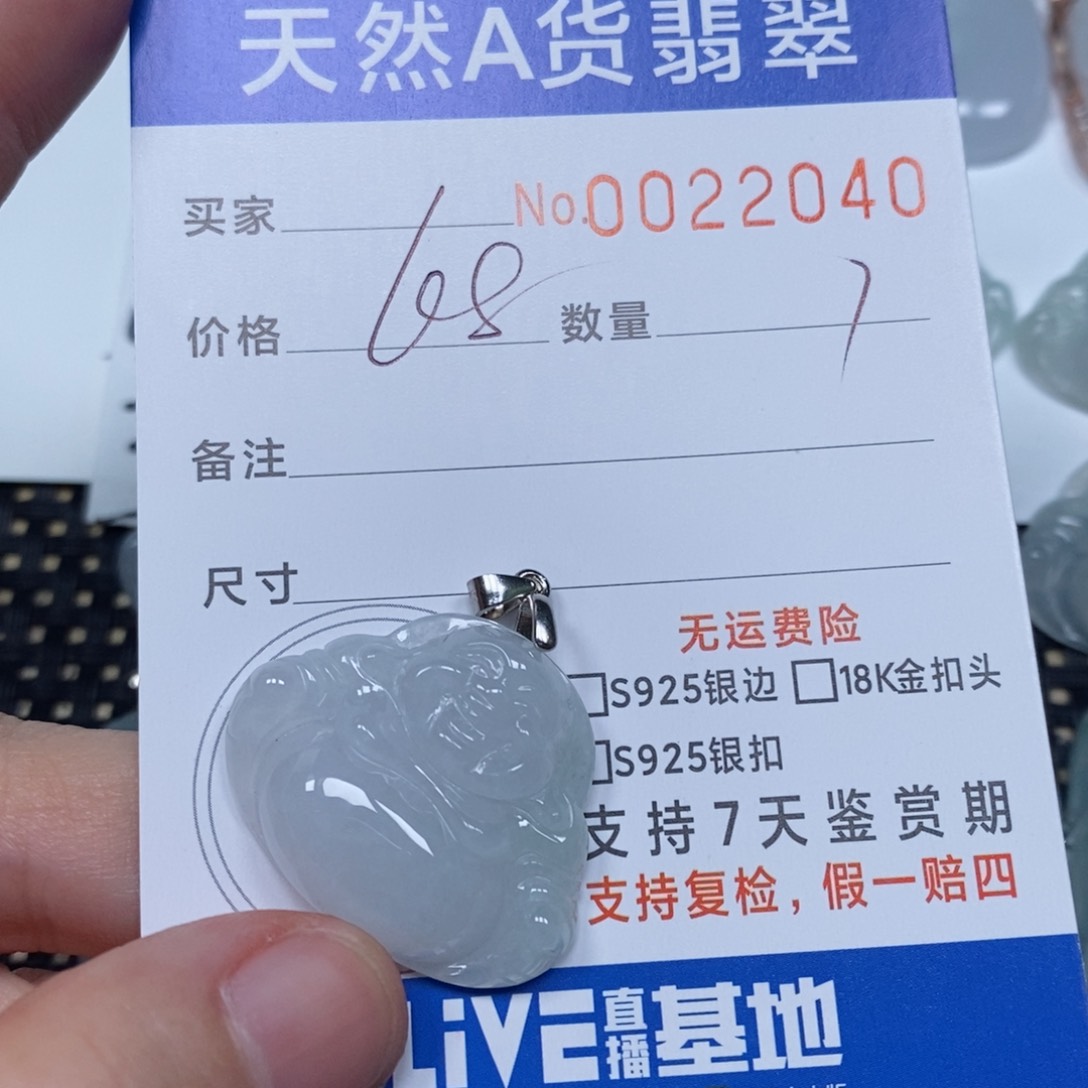 天然A货翡翠
买家 No.0022040
价格 68 数量 1
备注
尺寸
无运费险
□S925银边 □18K金扣头
□S925银扣
支持7天鉴赏期
支持复检，假一赔四
LiVE直播基地